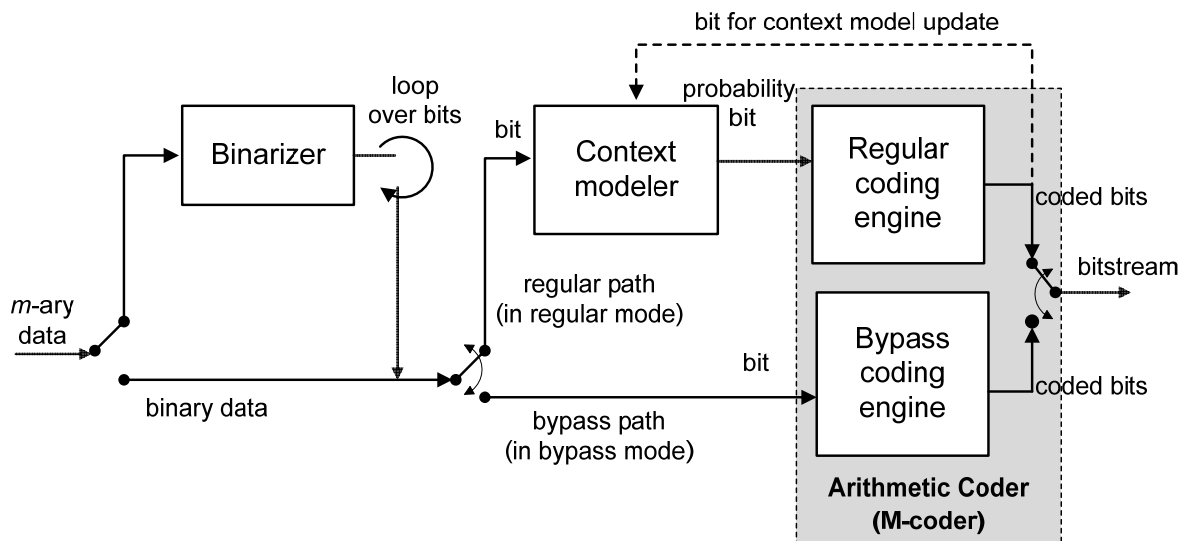 bit for context model update
loop
over bits
probability
bit
bit
Binarizer
Context
modeler
Regular
coding
engine
coded bits
bitstream
m-ary
data
regular path
(in regular mode)
binary data
bit
bypass path
(in bypass mode)
Bypass
coding
engine
coded bits
Arithmetic Coder
(M-coder)